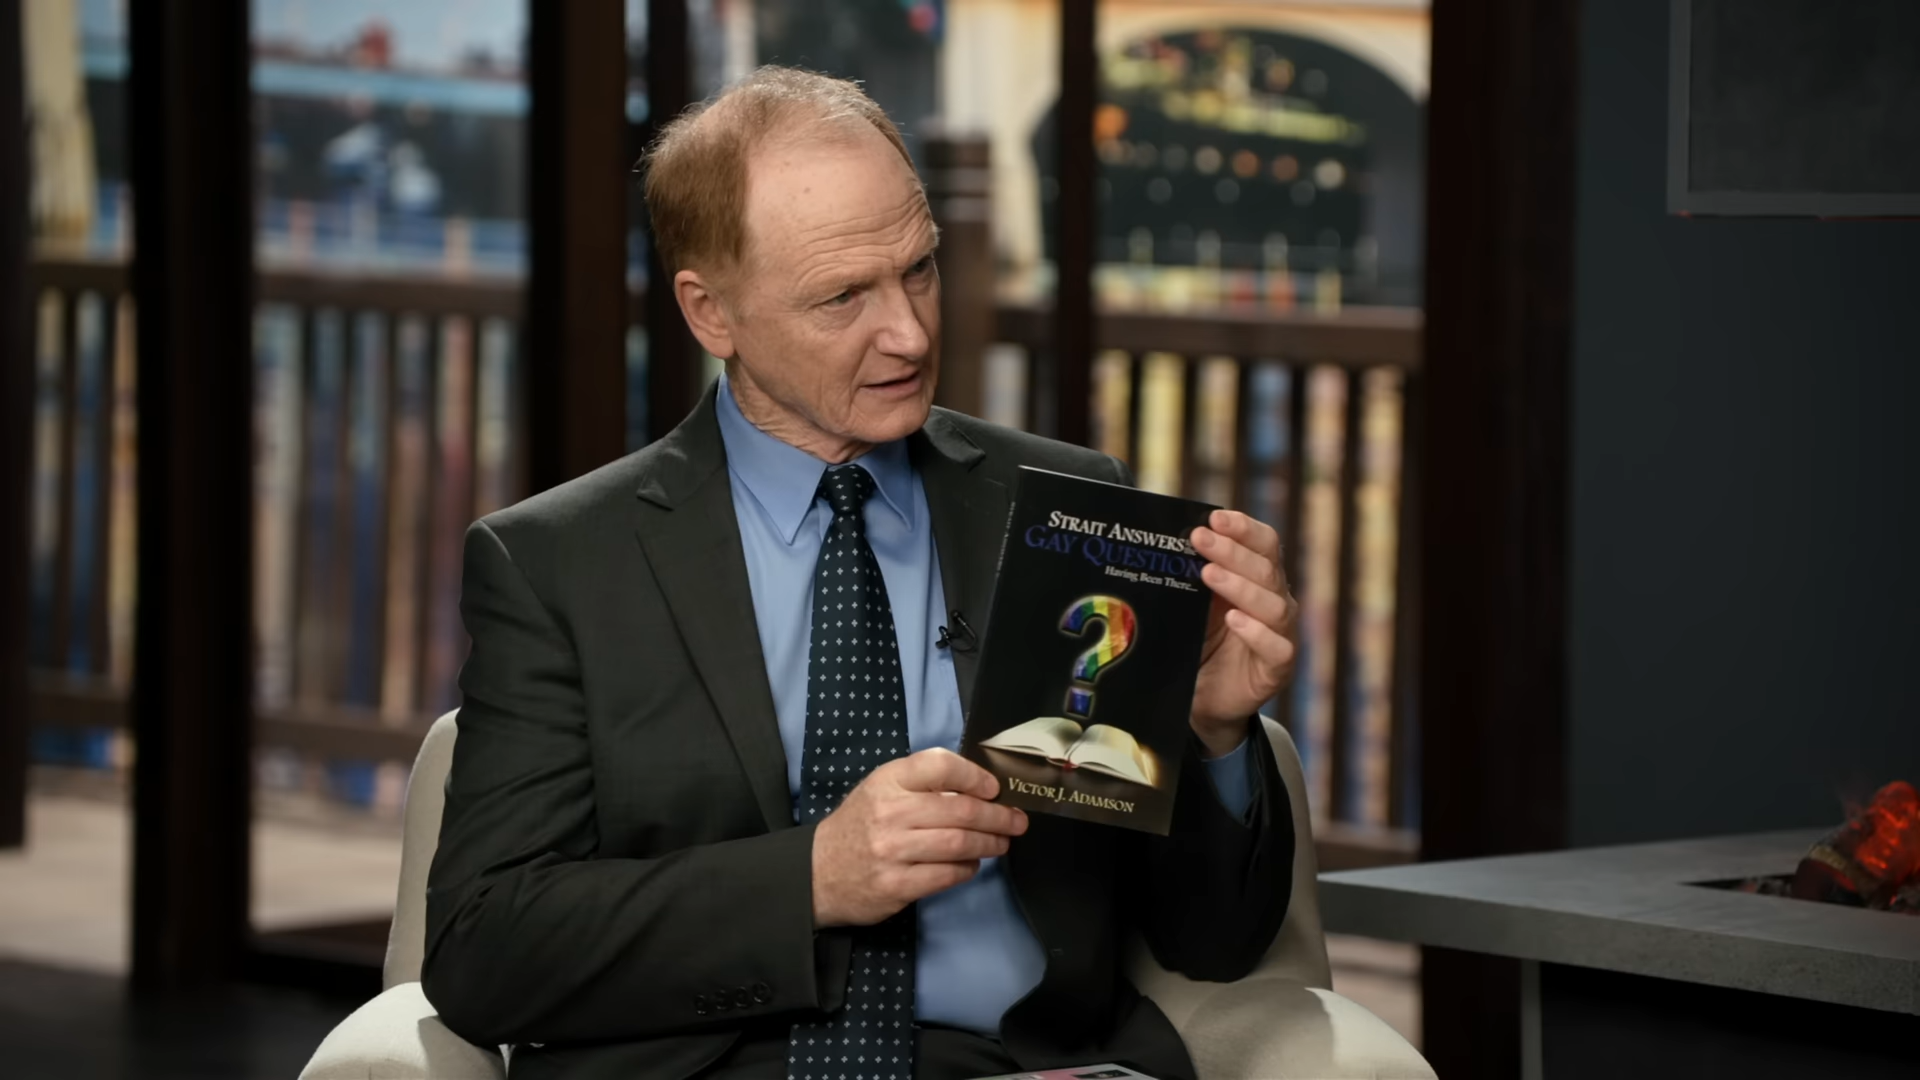 STRAIT ANSWERS
GAY QUESTION
Having Been There...
?
VICTOR J. ADAMSON